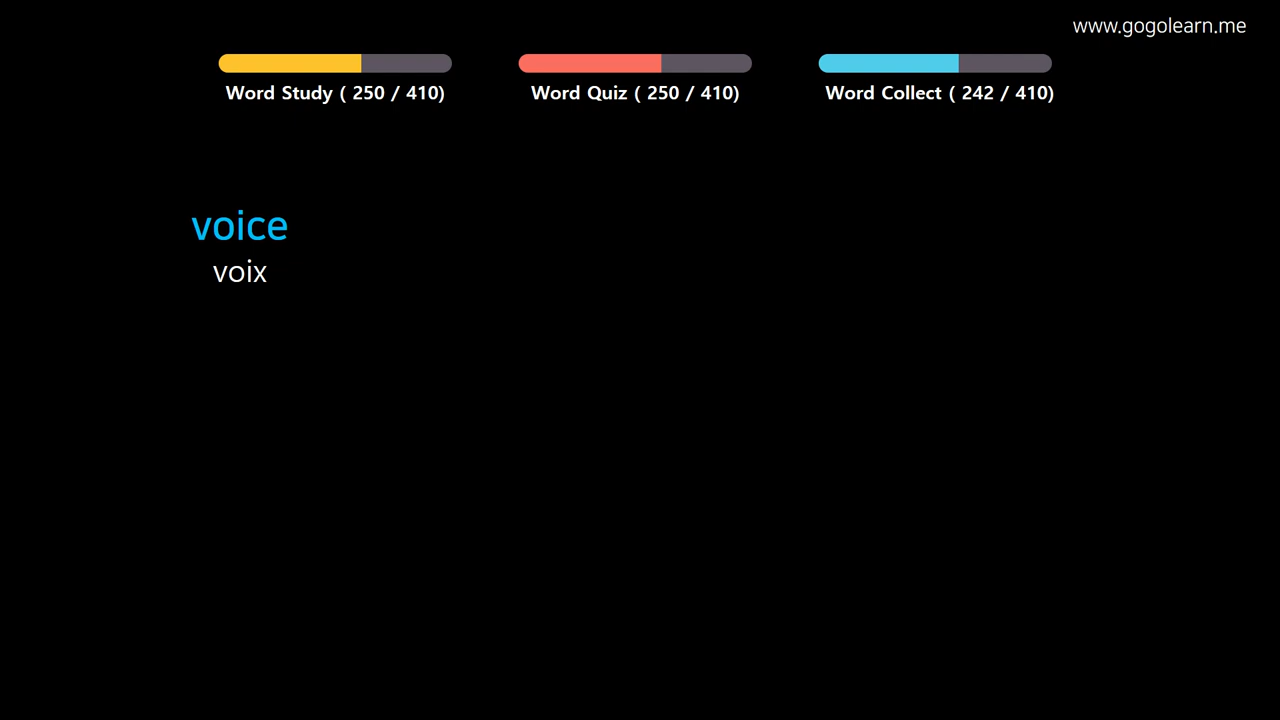 www.gogolearn.me
Word Study ( 250 / 410) Word Quiz ( 250 / 410) Word Collect ( 242 / 410)
voice
voix